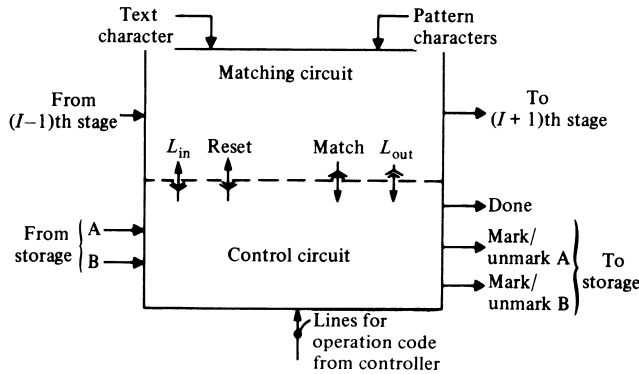 Text
character
Pattern
characters
Matching circuit
From
(I–1)th stage
To
(I + 1)th stage
L_in
Reset
Match
L_out
Done
From
storage
A
B
Control circuit
Mark/
unmark A
Mark/
unmark B
To
storage
Lines for
operation code
from controller